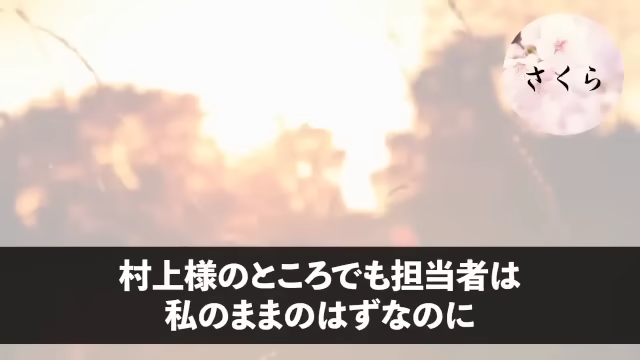 さくら
村上様のところでも担当者は
私のままのはずなのに